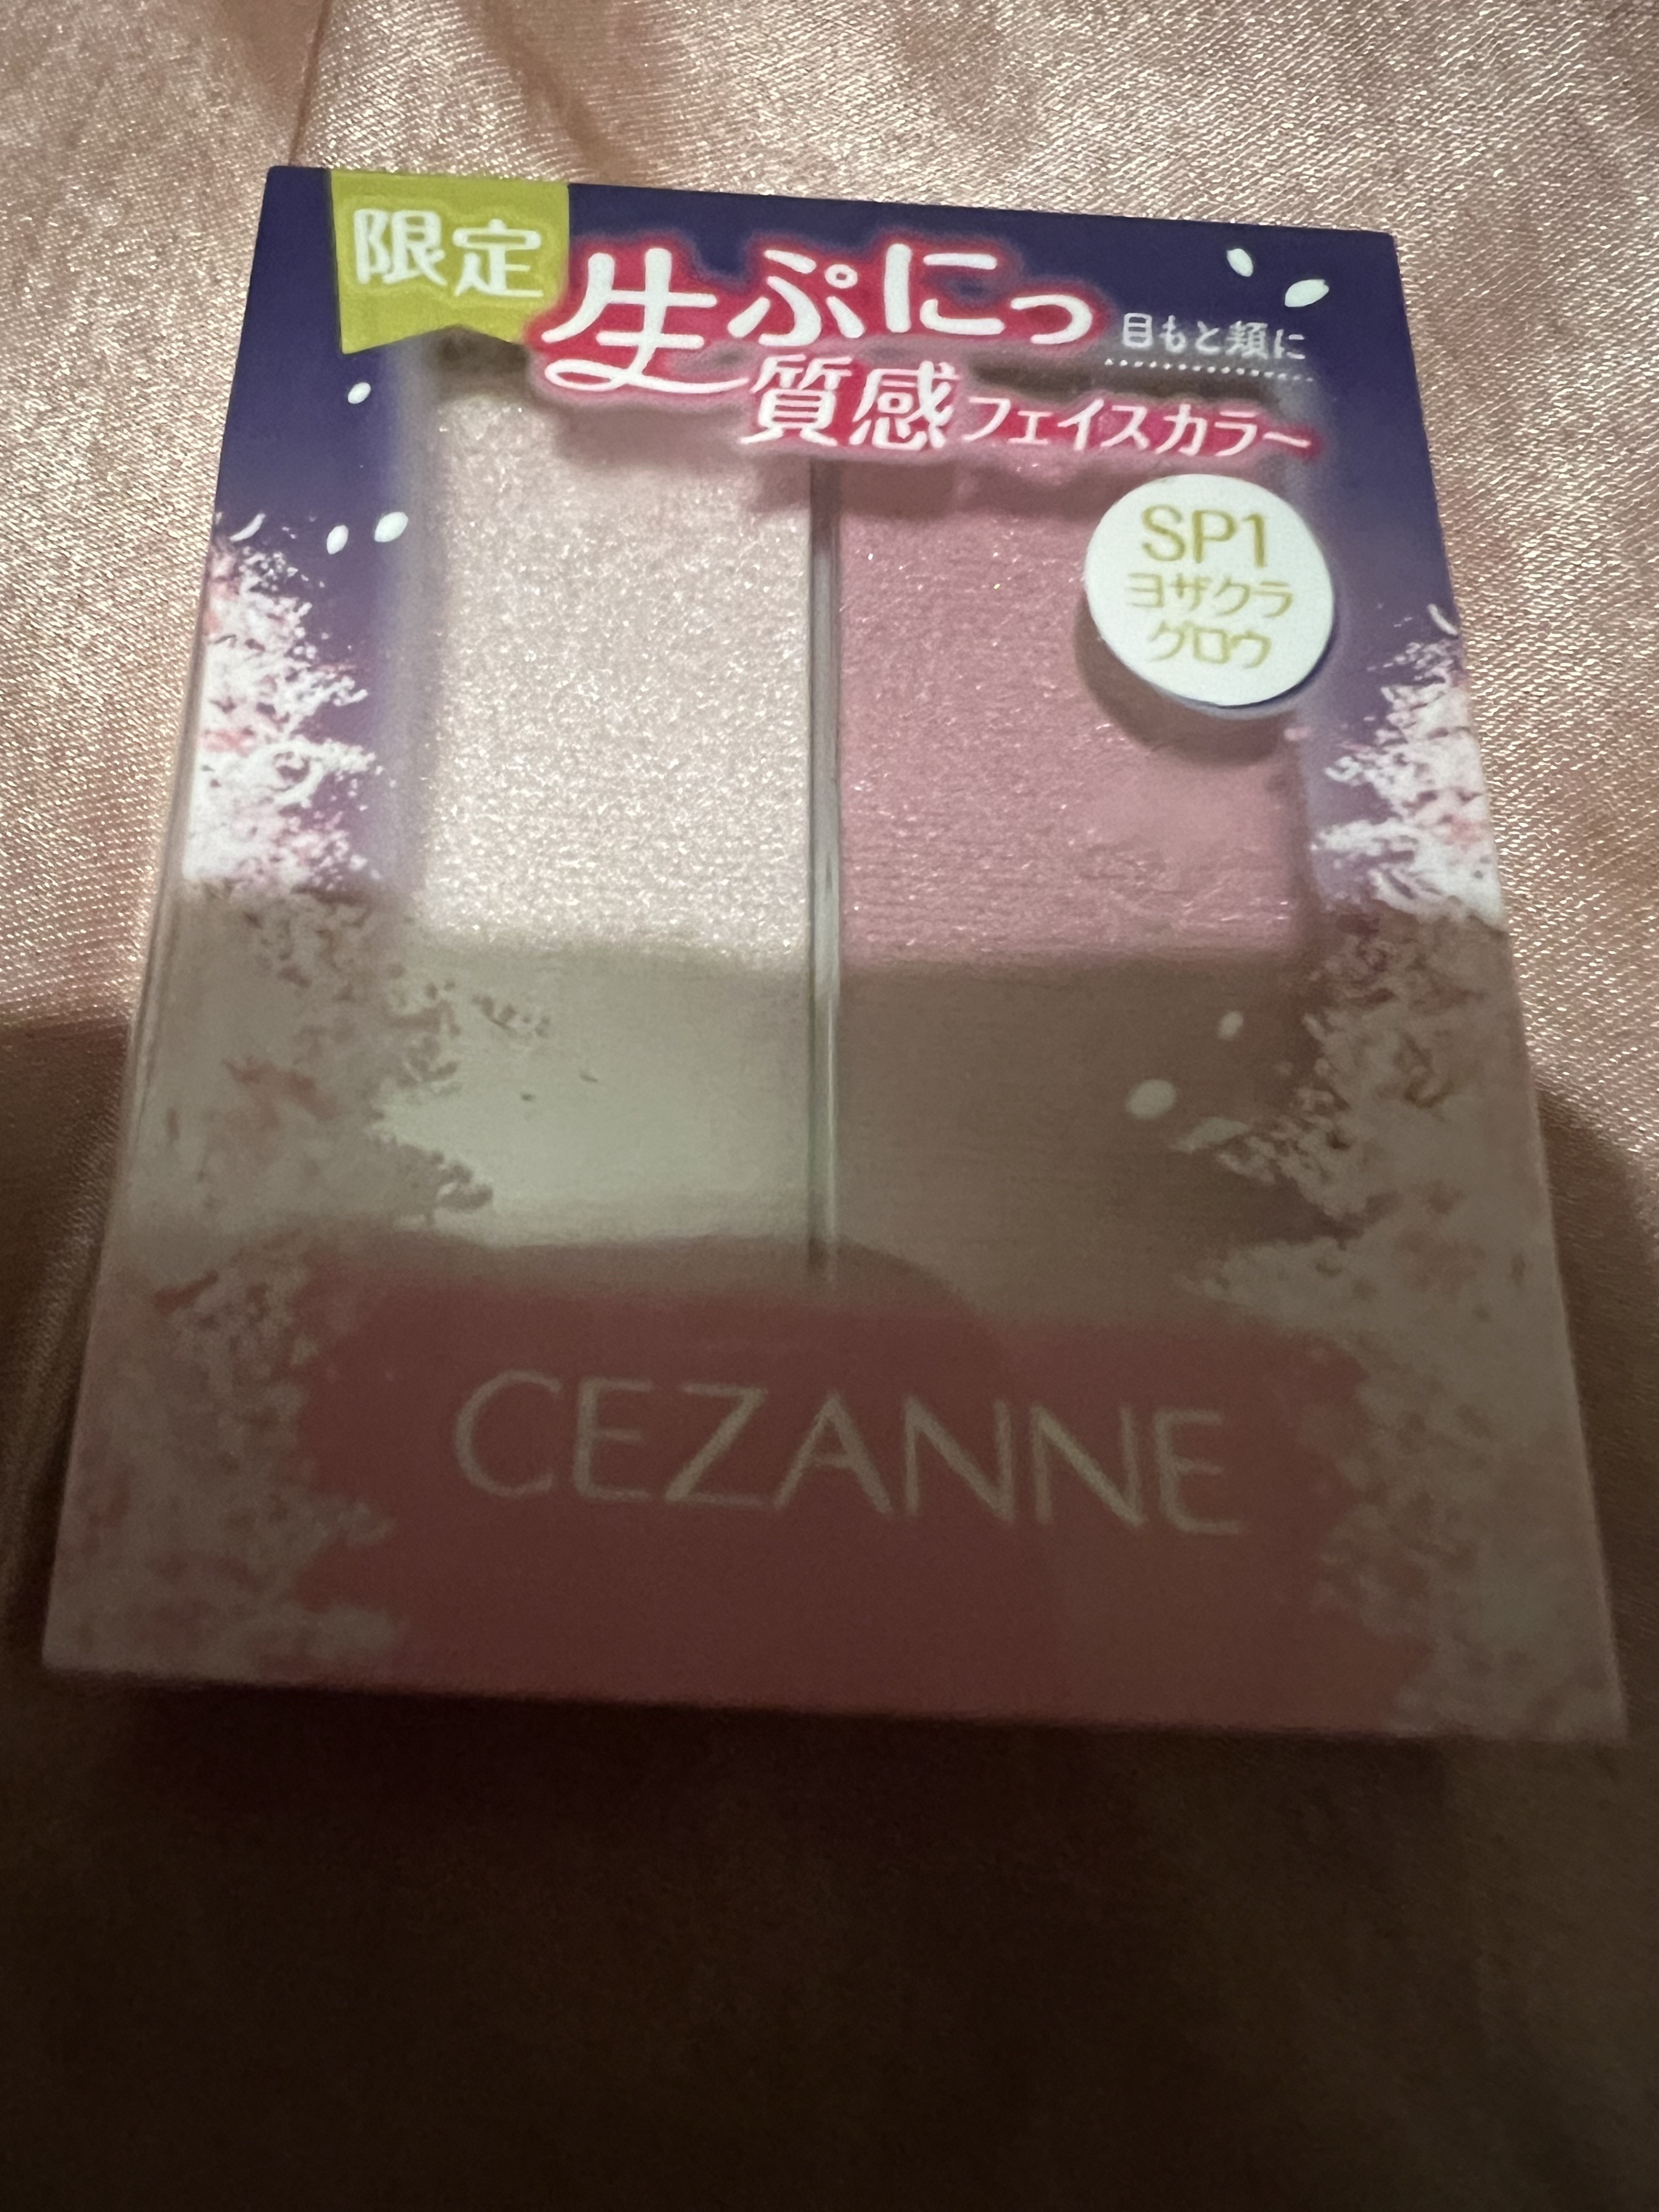 限定
生ぷにっ
質感フェイスカラー
目もと頬に
SP1
ヨザクラ
グロウ
CEZANNE